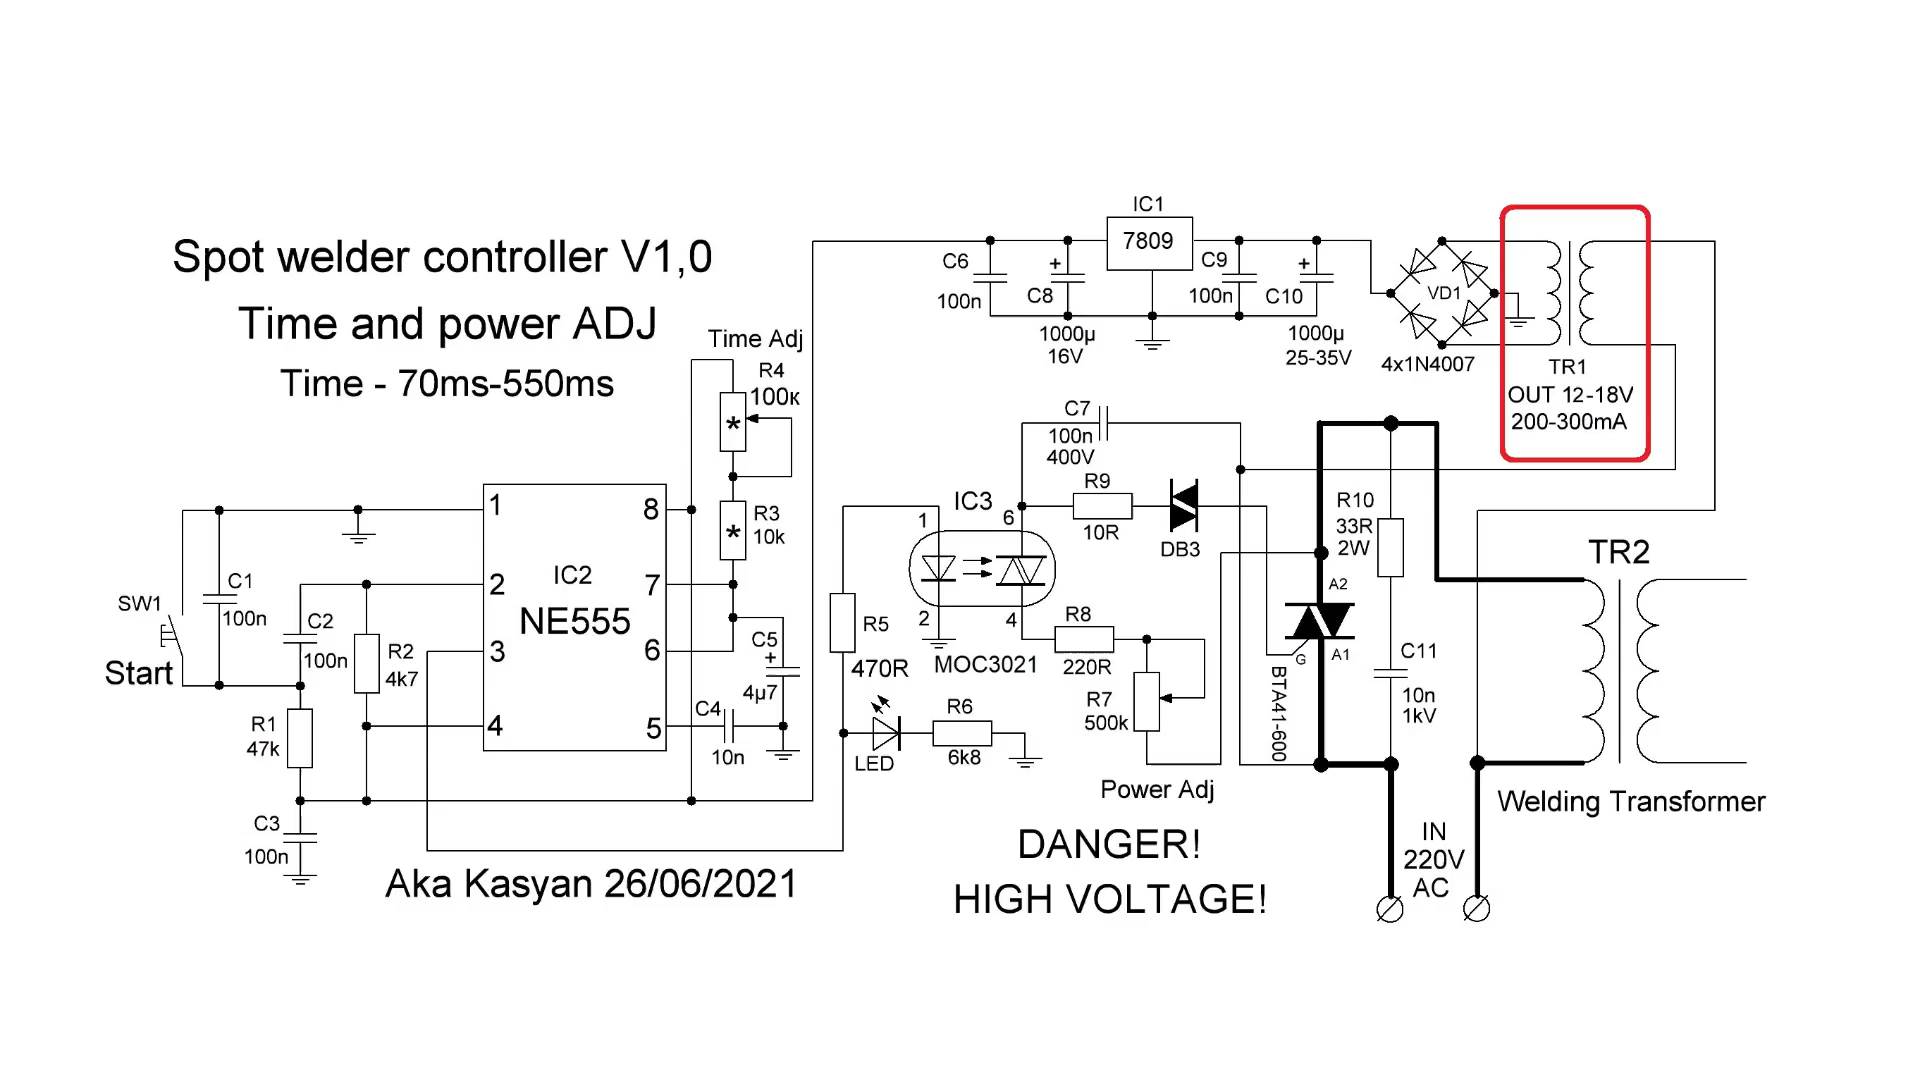 Spot welder controller V1,0
Time and power ADJ
Time - 70ms-550ms
IC1
7809
C6
100n
+
C8
1000µ
16V
C9
100n
+
C10
1000µ
25-35V
VD1
4x1N4007
TR1
OUT 12-18V
200-300mA
Time Adj
R4
100к
*
R3
10k
*
C7
100n
400V
R9
10R
DB3
IC3
1
6
2
4
MOC3021
R8
220R
R7
500k
Power Adj
R10
33R
2W
A2
A1
G
BTA41-600
C11
10n
1kV
TR2
Welding Transformer
IN
220V
AC
SW1
Start
C1
100n
C2
100n
R2
4k7
R1
47k
C3
100n
1
2
3
4
8
7
6
5
IC2
NE555
C5
+
4µ7
C4
10n
R5
470R
LED
R6
6k8
DANGER!
HIGH VOLTAGE!
Aka Kasyan 26/06/2021